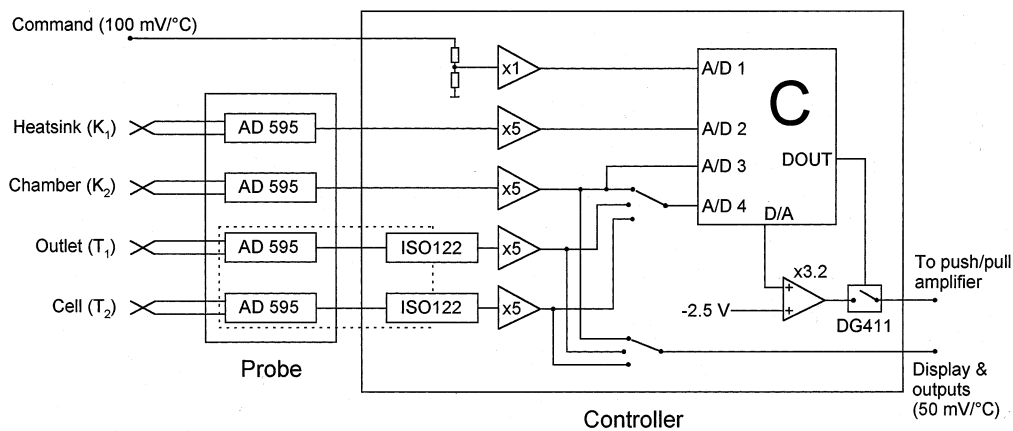 Command (100 mV/°C)
x1
A/D 1
C
Heatsink (K1)
AD 595
x5
A/D 2
Chamber (K2)
AD 595
x5
A/D 3
DOUT
A/D 4
D/A
Outlet (T1)
AD 595
ISO122
x5
x3.2
To push/pull
amplifier
Cell (T2)
AD 595
ISO122
x5
-2.5 V
+
+
DG411
Probe
Display &
outputs
(50 mV/°C)
Controller